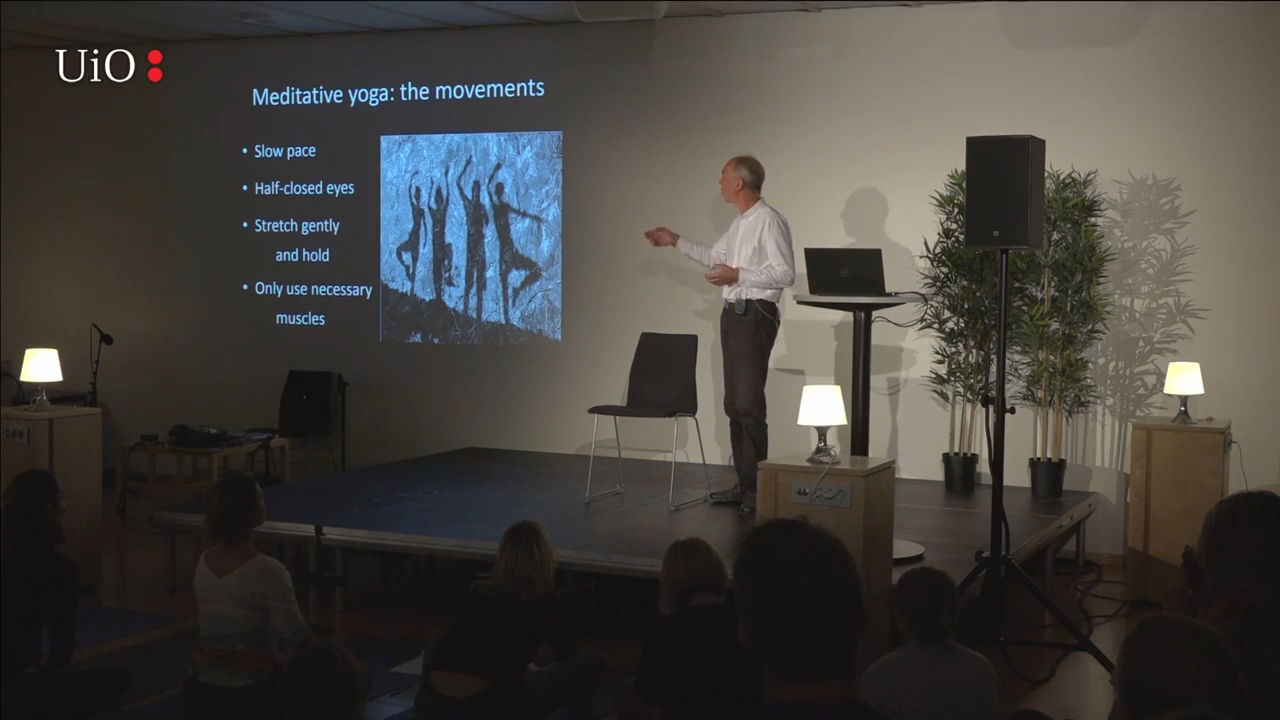 UiO:
Meditative yoga: the movements
• Slow pace
• Half-closed eyes
• Stretch gently
and hold
• Only use necessary
muscles